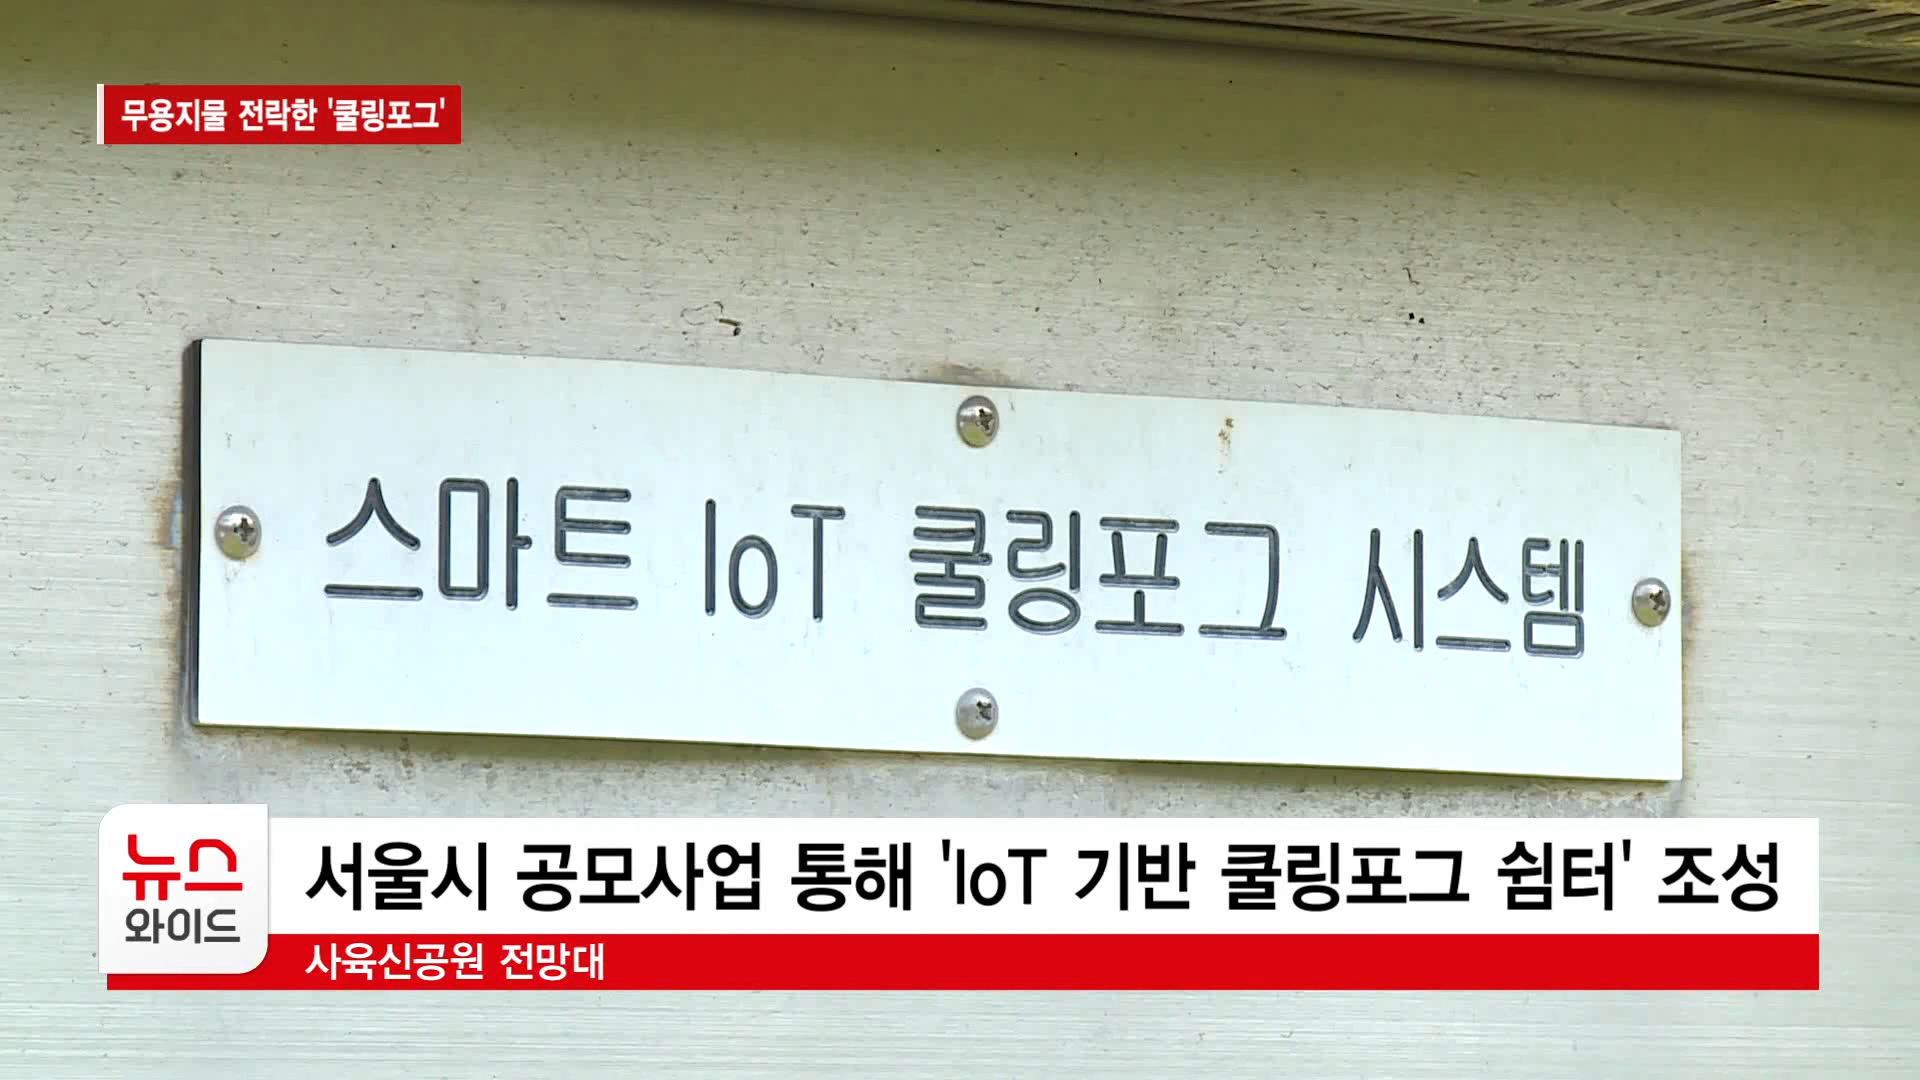 무용지물 전락한 '쿨링포그'
스마트 IoT 쿨링포그 시스템
뉴스
와이드
서울시 공모사업 통해 'IoT 기반 쿨링포그 쉼터' 조성
사육신공원 전망대